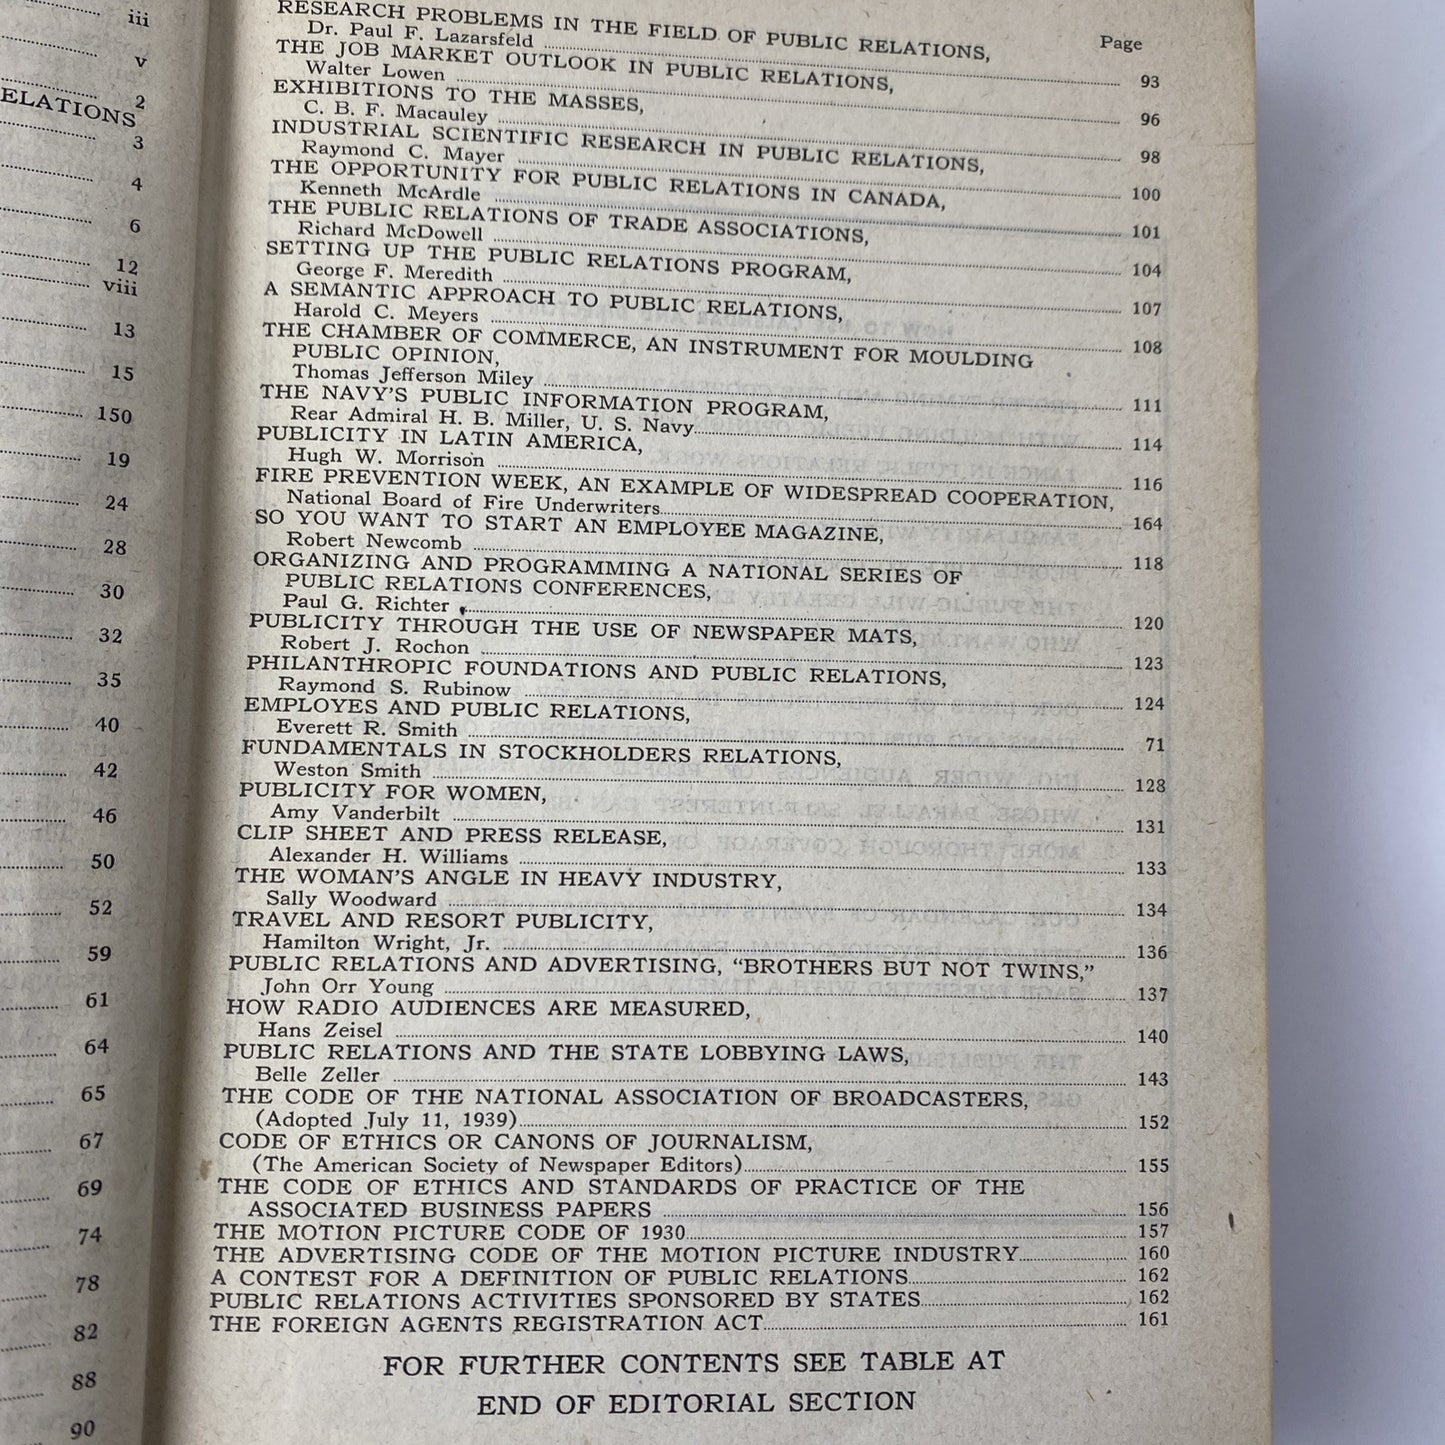 iii
v
2
ELATIONS
3
4
6
12
viii
13
15
150
19
24
28
30
32
35
40
42
46
50
52
59
61
64
65
67
69
74
78
82
88
90
Page
RESEARCH PROBLEMS IN THE FIELD OF PUBLIC RELATIONS,
Dr. Paul F. Lazarsfeld 93
THE JOB MARKET OUTLOOK IN PUBLIC RELATIONS,
Walter Lowen 96
EXHIBITIONS TO THE MASSES,
C. B. F. Macauley 98
INDUSTRIAL SCIENTIFIC RESEARCH IN PUBLIC RELATIONS,
Raymond C. Mayer 100
THE OPPORTUNITY FOR PUBLIC RELATIONS IN CANADA,
Kenneth McArdle 101
THE PUBLIC RELATIONS OF TRADE ASSOCIATIONS,
Richard McDowell 104
SETTING UP THE PUBLIC RELATIONS PROGRAM,
George F. Meredith 107
A SEMANTIC APPROACH TO PUBLIC RELATIONS,
Harold C. Meyers 108
THE CHAMBER OF COMMERCE, AN INSTRUMENT FOR MOULDING
PUBLIC OPINION,
Thomas Jefferson Miley 111
THE NAVY'S PUBLIC INFORMATION PROGRAM,
Rear Admiral H. B. Miller, U. S. Navy 114
PUBLICITY IN LATIN AMERICA,
Hugh W. Morrison 116
FIRE PREVENTION WEEK, AN EXAMPLE OF WIDESPREAD COOPERATION,
National Board of Fire Underwriters 164
SO YOU WANT TO START AN EMPLOYEE MAGAZINE,
Robert Newcomb 118
ORGANIZING AND PROGRAMMING A NATIONAL SERIES OF
PUBLIC RELATIONS CONFERENCES,
Paul G. Richter 120
PUBLICITY THROUGH THE USE OF NEWSPAPER MATS,
Robert J. Rochon 123
PHILANTHROPIC FOUNDATIONS AND PUBLIC RELATIONS,
Raymond S. Rubinow 124
EMPLOYES AND PUBLIC RELATIONS,
Everett R. Smith 71
FUNDAMENTALS IN STOCKHOLDERS RELATIONS,
Weston Smith 128
PUBLICITY FOR WOMEN,
Amy Vanderbilt 131
CLIP SHEET AND PRESS RELEASE,
Alexander H. Williams 133
THE WOMAN'S ANGLE IN HEAVY INDUSTRY,
Sally Woodward 134
TRAVEL AND RESORT PUBLICITY,
Hamilton Wright, Jr. 136
PUBLIC RELATIONS AND ADVERTISING, "BROTHERS BUT NOT TWINS,"
John Orr Young 137
HOW RADIO AUDIENCES ARE MEASURED,
Hans Zeisel 140
PUBLIC RELATIONS AND THE STATE LOBBYING LAWS,
Belle Zeller 143
THE CODE OF THE NATIONAL ASSOCIATION OF BROADCASTERS,
(Adopted July 11, 1939) 152
CODE OF ETHICS OR CANONS OF JOURNALISM,
(The American Society of Newspaper Editors) 155
THE CODE OF ETHICS AND STANDARDS OF PRACTICE OF THE
ASSOCIATED BUSINESS PAPERS 156
THE MOTION PICTURE CODE OF 1930 157
THE ADVERTISING CODE OF THE MOTION PICTURE INDUSTRY 160
A CONTEST FOR A DEFINITION OF PUBLIC RELATIONS 162
PUBLIC RELATIONS ACTIVITIES SPONSORED BY STATES 162
THE FOREIGN AGENTS REGISTRATION ACT 161
FOR FURTHER CONTENTS SEE TABLE AT
END OF EDITORIAL SECTION